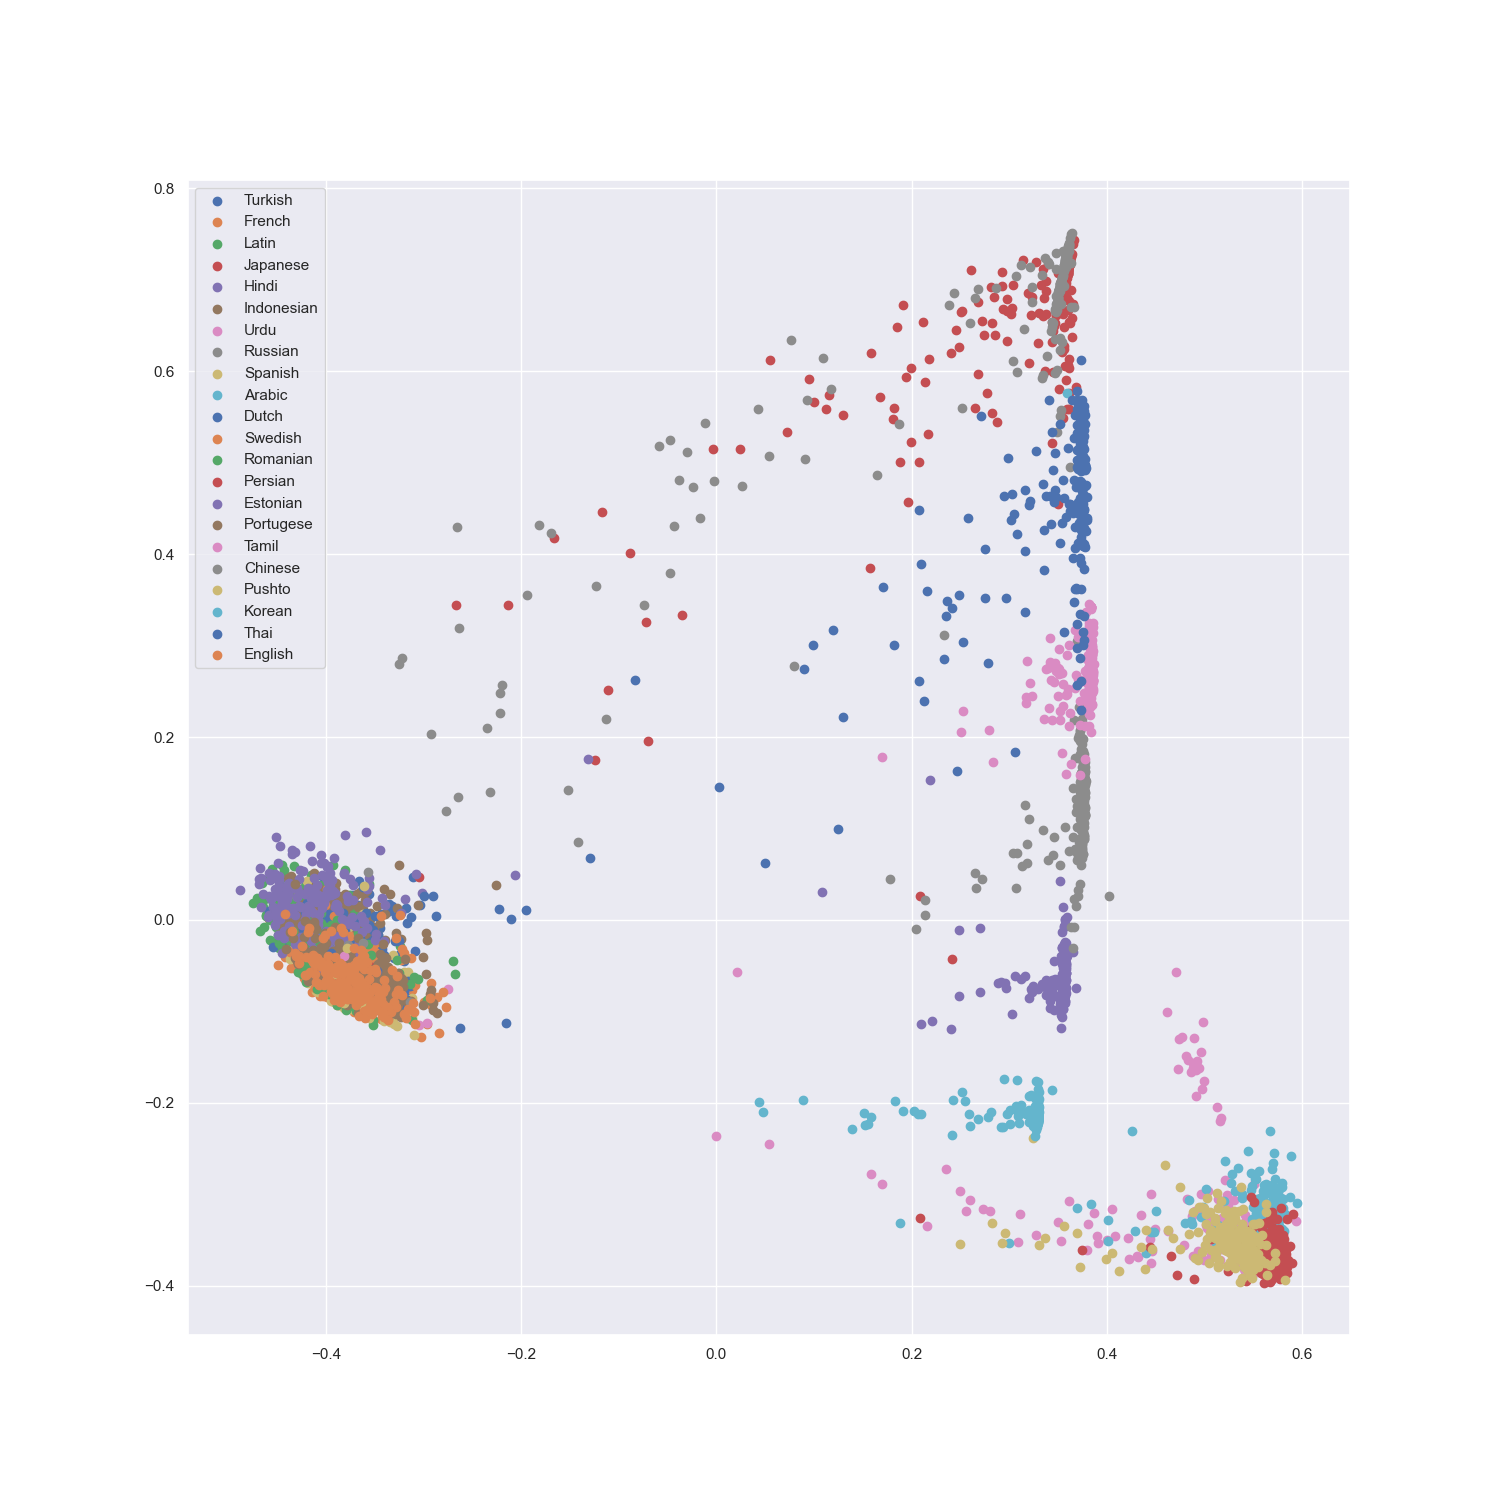 0.8
0.6
0.4
0.2
0.0
−0.2
−0.4
Turkish
French
Latin
Japanese
Hindi
Indonesian
Urdu
Russian
Spanish
Arabic
Dutch
Swedish
Romanian
Persian
Estonian
Portugese
Tamil
Chinese
Pushto
Korean
Thai
English
−0.4 −0.2 0.0 0.2 0.4 0.6